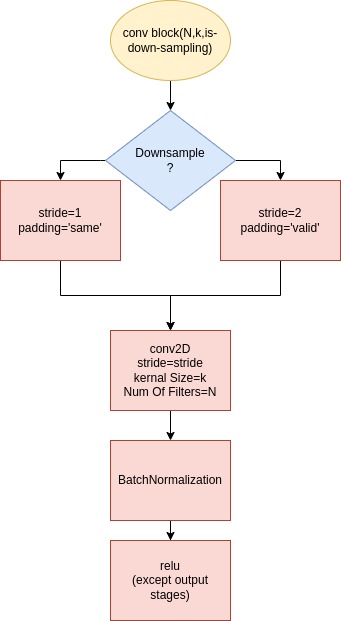 conv block(N,k,is-
down-sampling)
Downsample
?
stride=1
padding='same'
stride=2
padding='valid'
conv2D
stride=stride
kernal Size=k
Num Of Filters=N
BatchNormalization
relu
(except output
stages)